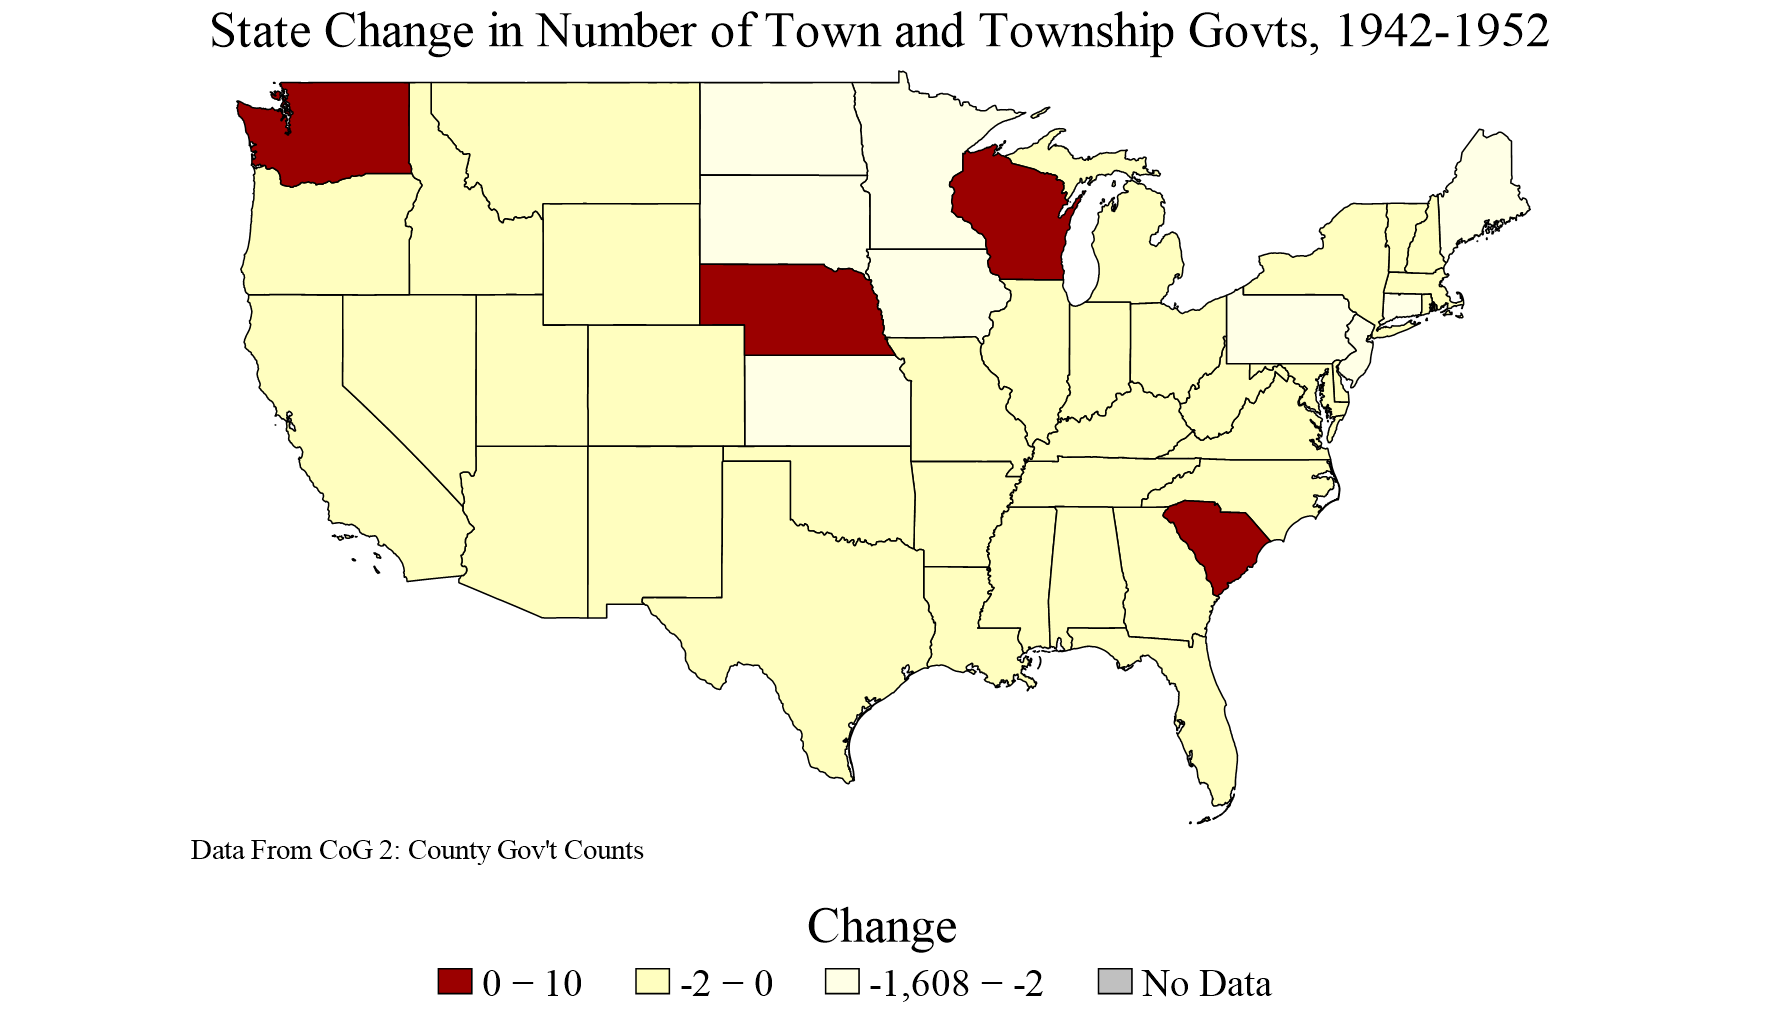 State Change in Number of Town and Township Govts, 1942-1952
Data From CoG 2: County Gov't Counts
Change
0 − 10
-2 − 0
-1,608 − -2
No Data